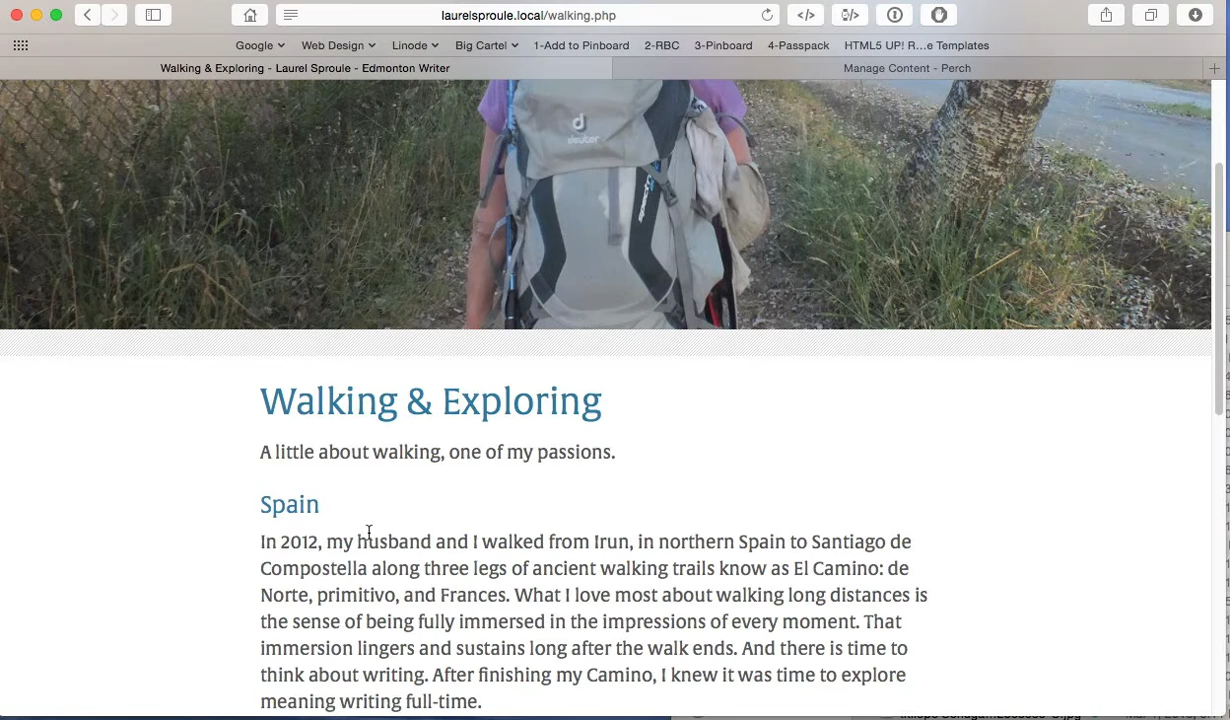 laurelsproule.local/walking.php
Google Web Design Linode Big Cartel 1-Add to Pinboard 2-RBC 3-Pinboard 4-Passpack HTML5 UP! R...e Templates
Walking & Exploring - Laurel Sproule - Edmonton Writer Manage Content - Perch
deuter
spectro
Walking & Exploring
A little about walking, one of my passions.
Spain
In 2012, my husband and I walked from Irun, in northern Spain to Santiago de
Compostella along three legs of ancient walking trails know as El Camino: de
Norte, primitivo, and Frances. What I love most about walking long distances is
the sense of being fully immersed in the impressions of every moment. That
immersion lingers and sustains long after the walk ends. And there is time to
think about writing. After finishing my Camino, I knew it was time to explore
meaning writing full-time.